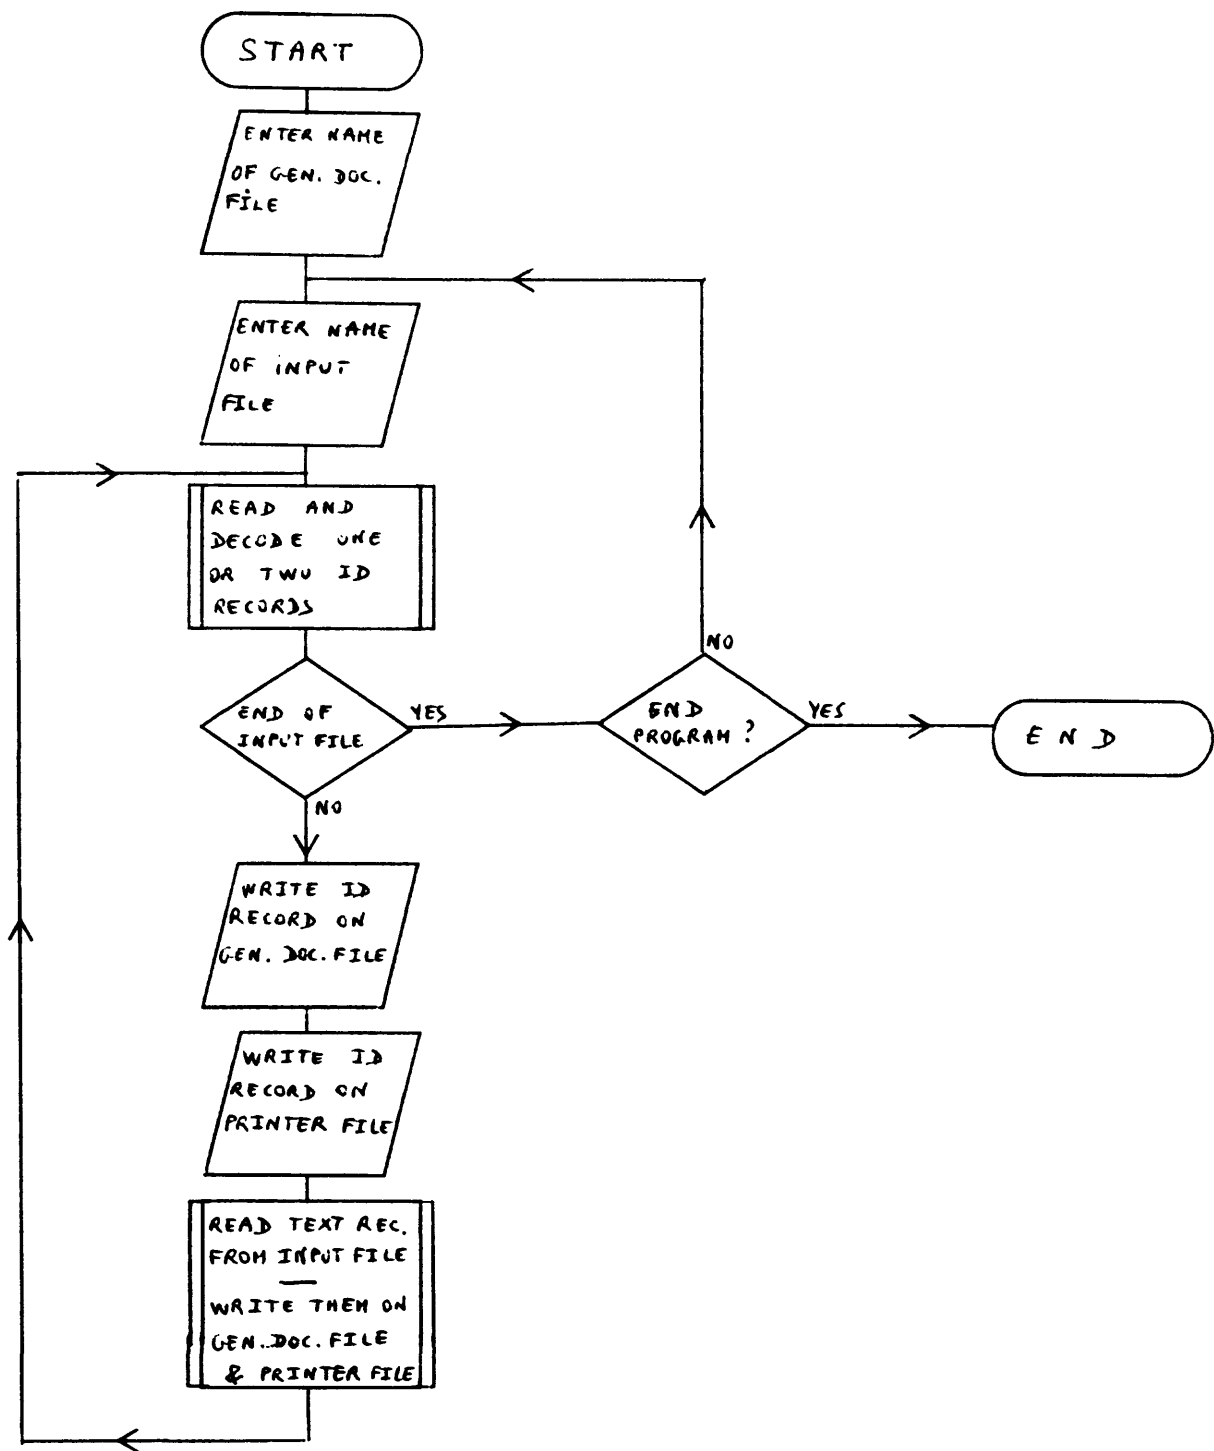 START
ENTER NAME
OF GEN. DOC.
FILE
ENTER NAME
OF INPUT
FILE
READ AND
DECODE ONE
OR TWO ID
RECORDS
END OF
INPUT FILE
YES
NO
END
PROGRAM?
NO
YES
END
WRITE ID
RECORD ON
GEN. DOC. FILE
WRITE ID
RECORD ON
PRINTER FILE
READ TEXT REC.
FROM INPUT FILE
WRITE THEM ON
GEN. DOC. FILE
& PRINTER FILE